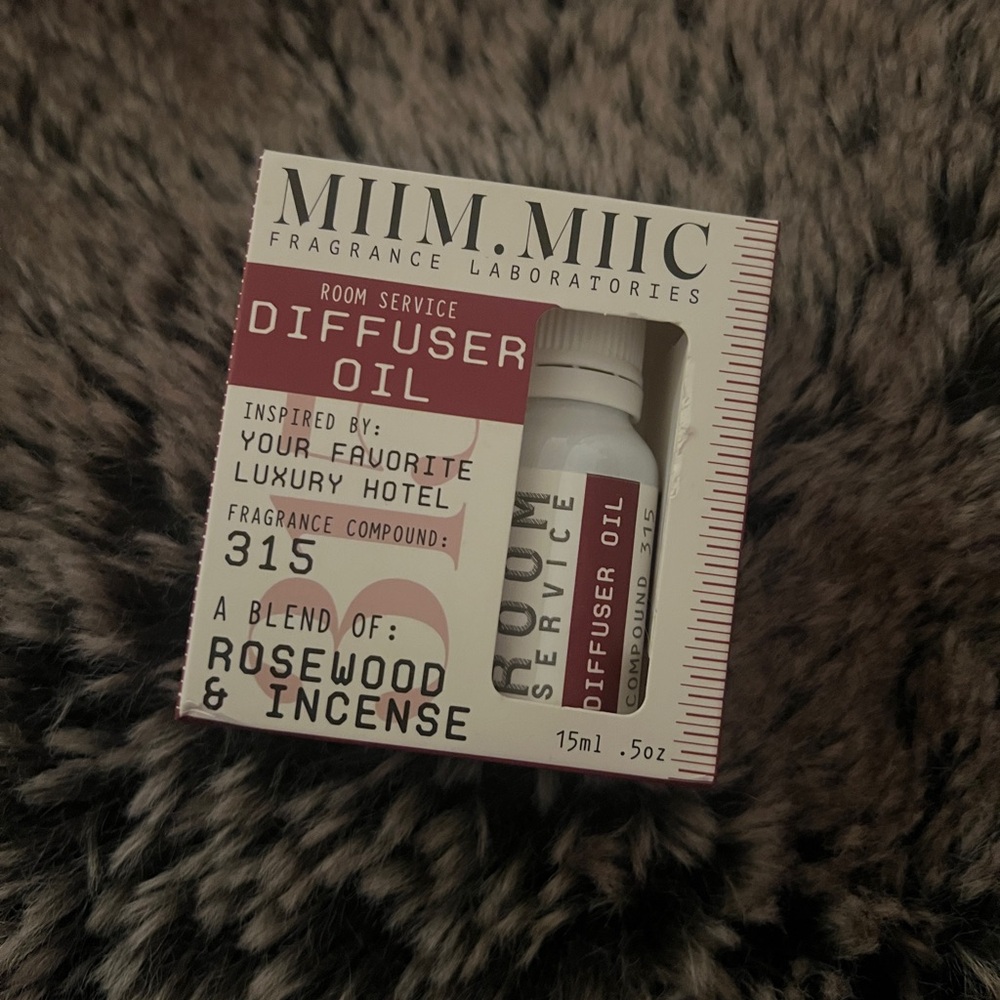 MIIM.MIIC
FRAGRANCE LABORATORIES
ROOM SERVICE
DIFFUSER
OIL
INSPIRED BY:
YOUR FAVORITE
LUXURY HOTEL
FRAGRANCE COMPOUND:
315
A BLEND OF:
ROSEWOOD
& INCENSE
315
ROOM
SERVICE
DIFFUSER OIL
COMPOUND 315
15ml .5oz